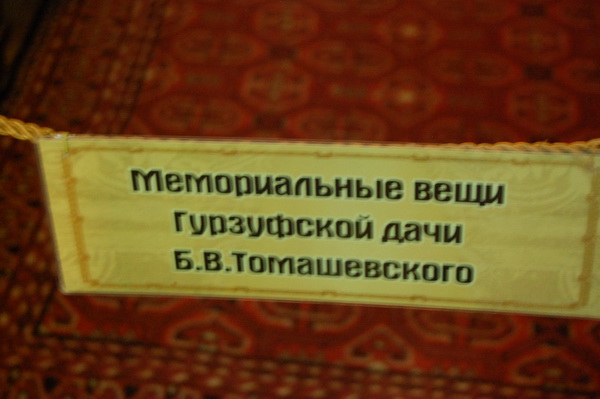 Мемориальные вещи
Гурзуфской дачи
Б.В.Томашевского